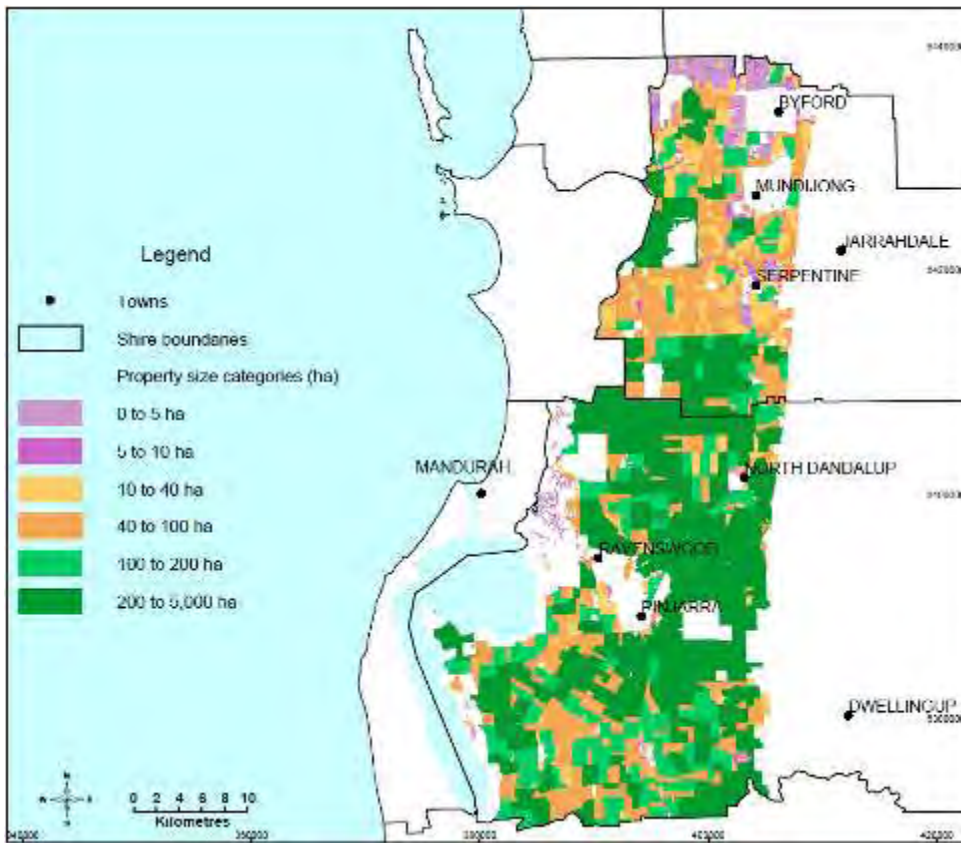 BYFORD
MUNDIJONG
Legend
JARRAHDALE
SERPENTINE
Towns
Shire boundaries
Property size categories (ha)
0 to 5 ha
5 to 10 ha
MANDURAH
NORTH DANDALUP
10 to 40 ha
40 to 100 ha
100 to 200 ha
RAVENSWOOD
200 to 5,000 ha
PINJARRA
DWELLINGUP
0 2 4 6 8 10
Kilometres